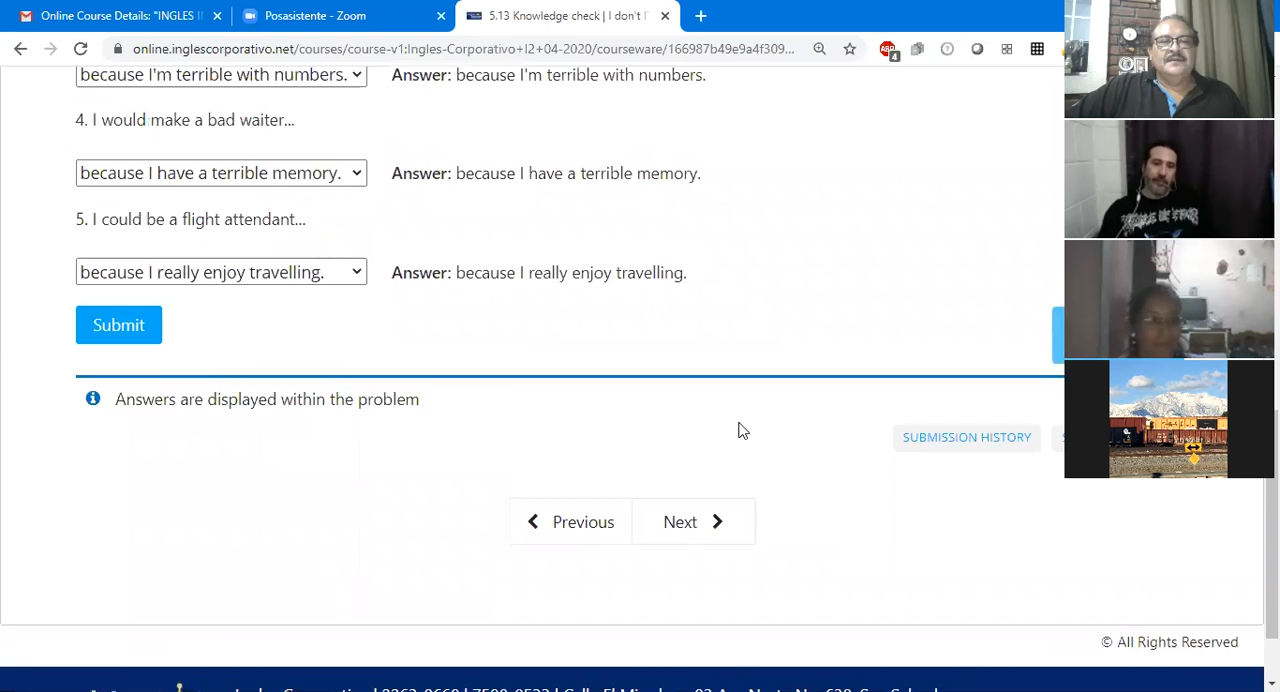 Online Course Details: "INGLES I
Posasistente - Zoom
5.13 Knowledge check | I don't l
online.inglescorporativo.net/courses/course-v1:Ingles-Corporativo+I2+04-2020/courseware/166987b49e9a4f309...
4
because I'm terrible with numbers.
Answer: because I'm terrible with numbers.
4. I would make a bad waiter...
because I have a terrible memory.
Answer: because I have a terrible memory.
5. I could be a flight attendant...
because I really enjoy travelling.
Answer: because I really enjoy travelling.
Submit
Answers are displayed within the problem
SUBMISSION HISTORY
Previous
Next
© All Rights Reserved